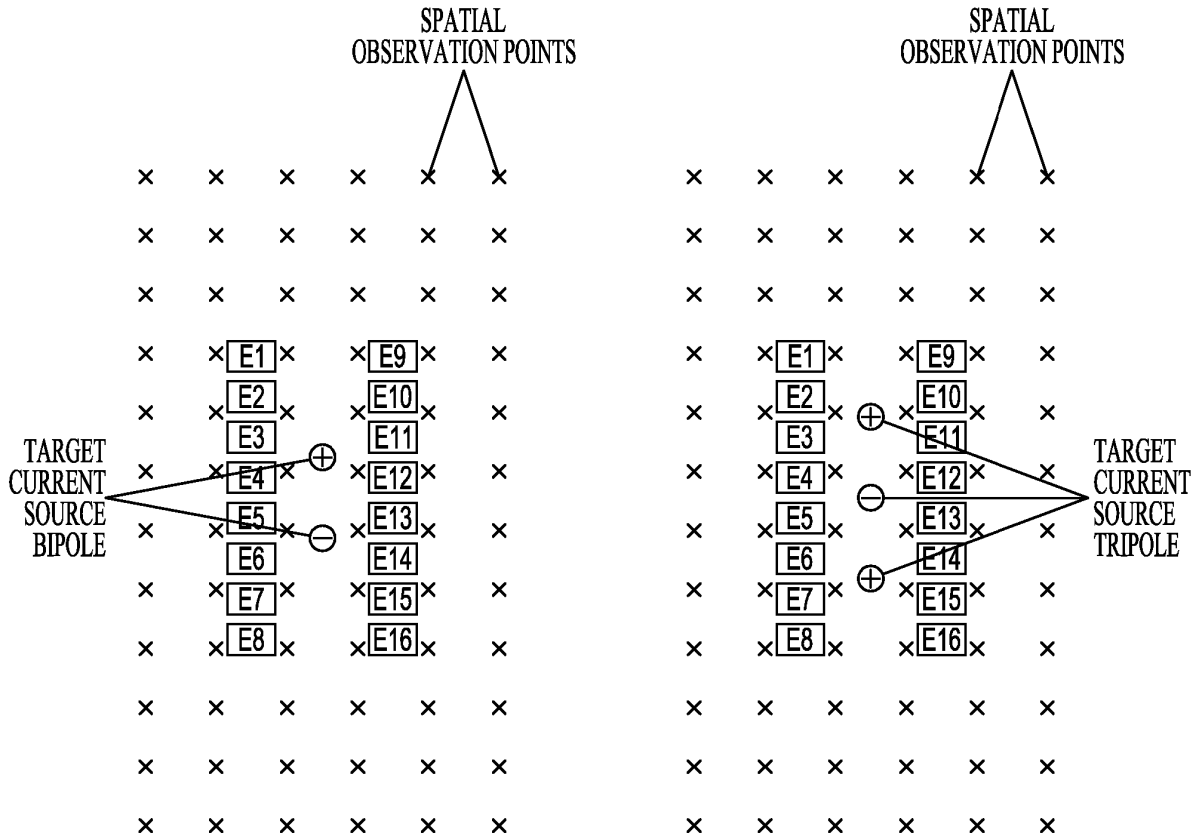 SPATIAL
OBSERVATION POINTS
SPATIAL
OBSERVATION POINTS
E1 E9
E2 E10
E3 E11
E4 E12
E5 E13
E6 E14
E7 E15
E8 E16
TARGET
CURRENT
SOURCE
BIPOLE
E1 E9
E2 E10
E3 E11
E4 E12
E5 E13
E6 E14
E7 E15
E8 E16
TARGET
CURRENT
SOURCE
TRIPOLE